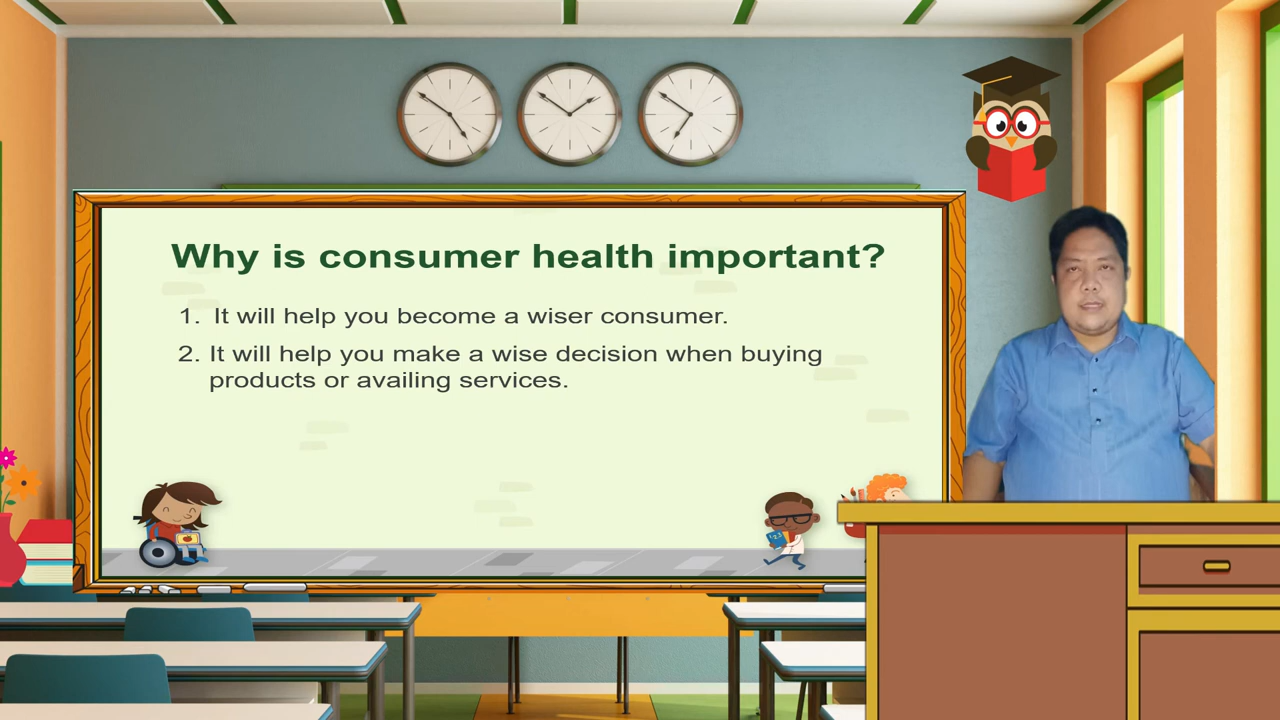 Why is consumer health important?
1. It will help you become a wiser consumer.
2. It will help you make a wise decision when buying
products or availing services.